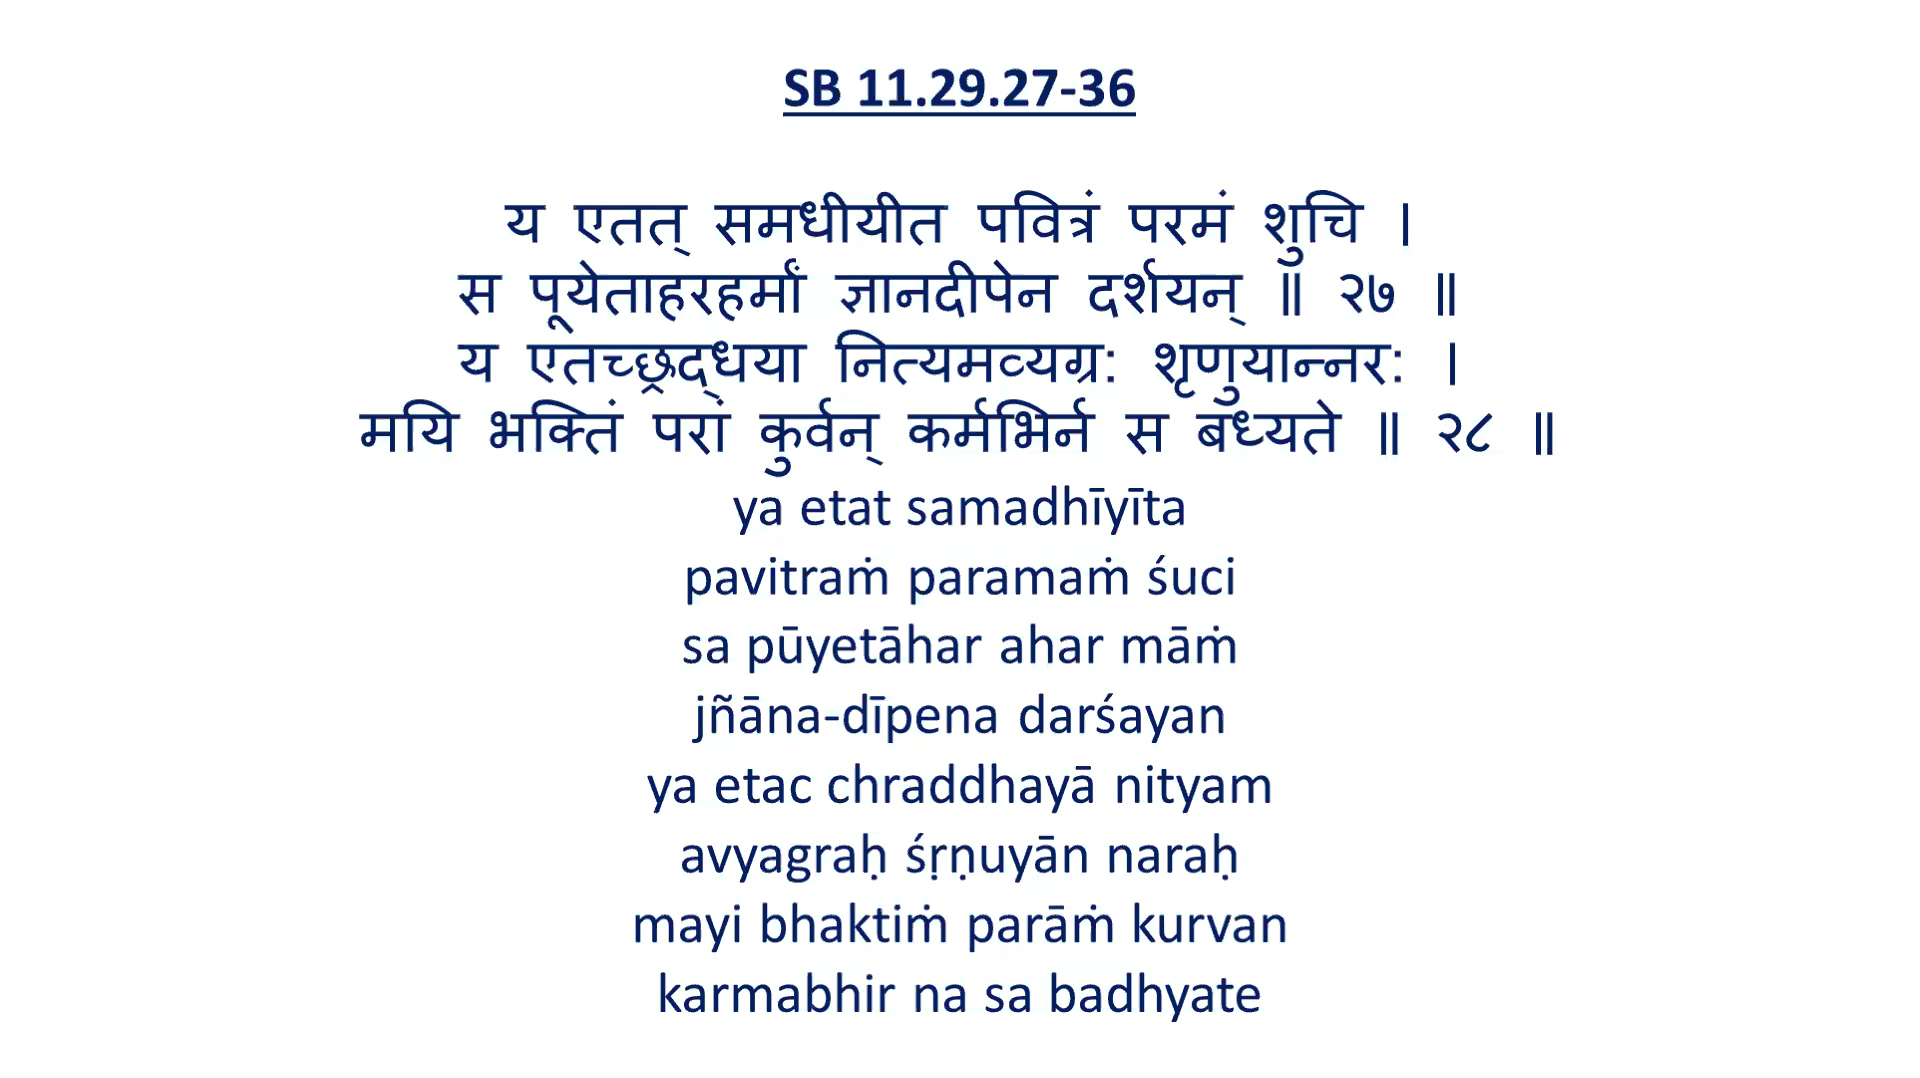 SB 11.29.27-36
य एतत् समधीयीत पवित्रं परमं शुचि ।
स पूयेताहरहर्मां ज्ञानदीपेन दर्शयन् ॥ २७ ॥
य एतच्छ्रद्धया नित्यमव्यग्र: श‍ृणुयान्नर: ।
मयि भक्तिं परां कुर्वन् कर्मभिर्न स बध्यते ॥ २८ ॥
ya etat samadhīyīta
pavitraṁ paramaṁ śuci
sa pūyetāhar ahar māṁ
jñāna-dīpena darśayan
ya etac chraddhayā nityam
avyagraḥ śṛṇuyān naraḥ
mayi bhaktiṁ parāṁ kurvan
karmabhir na sa badhyate